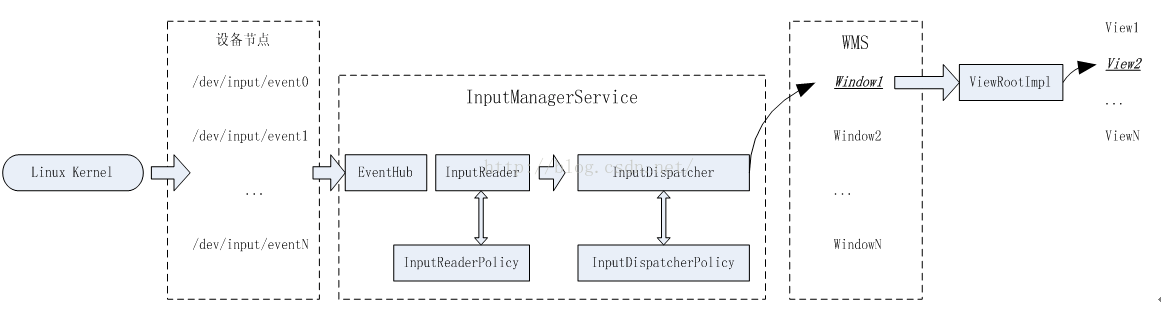 Linux Kernel
设备节点
/dev/input/event0
/dev/input/event1
...
/dev/input/eventN
InputManagerService
EventHub
InputReader
InputDispatcher
http://blog.csdn.net/
InputReaderPolicy
InputDispatcherPolicy
WMS
Window1
Window2
...
WindowN
ViewRootImpl
View1
View2
...
ViewN